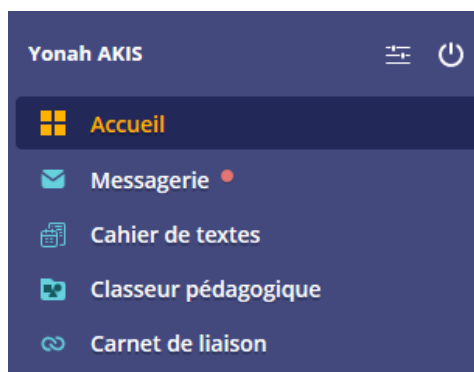 Yonah AKIS
Accueil
Messagerie
Cahier de textes
Classeur pédagogique
Carnet de liaison